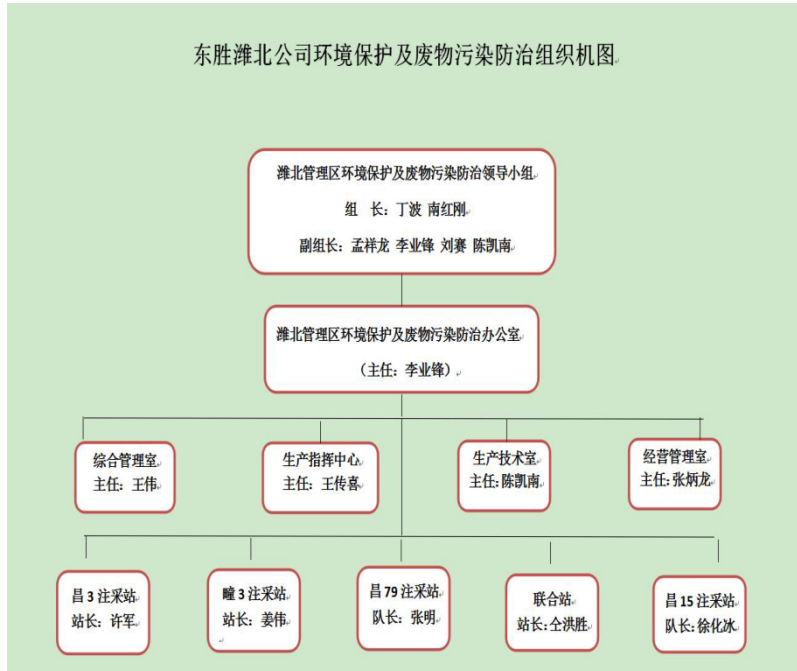 东胜潍北公司环境保护及废物污染防治组织机图
潍北管理区环境保护及废物污染防治领导小组
组 长：丁波 南红刚
副组长：孟祥龙 李业锋 刘赛 陈凯南
潍北管理区环境保护及废物污染防治办公室
（主任：李业锋）
综合管理室
主任：王伟
生产指挥中心
主任：王传喜
生产技术室
主任：陈凯南
经营管理室
主任：张炳龙
昌 3 注采站
站长：许军
疃 3 注采站
站长：姜伟
昌 79 注采站
队长：张明
联合站
站长：仝洪胜
昌 15 注采站
队长：徐化冰